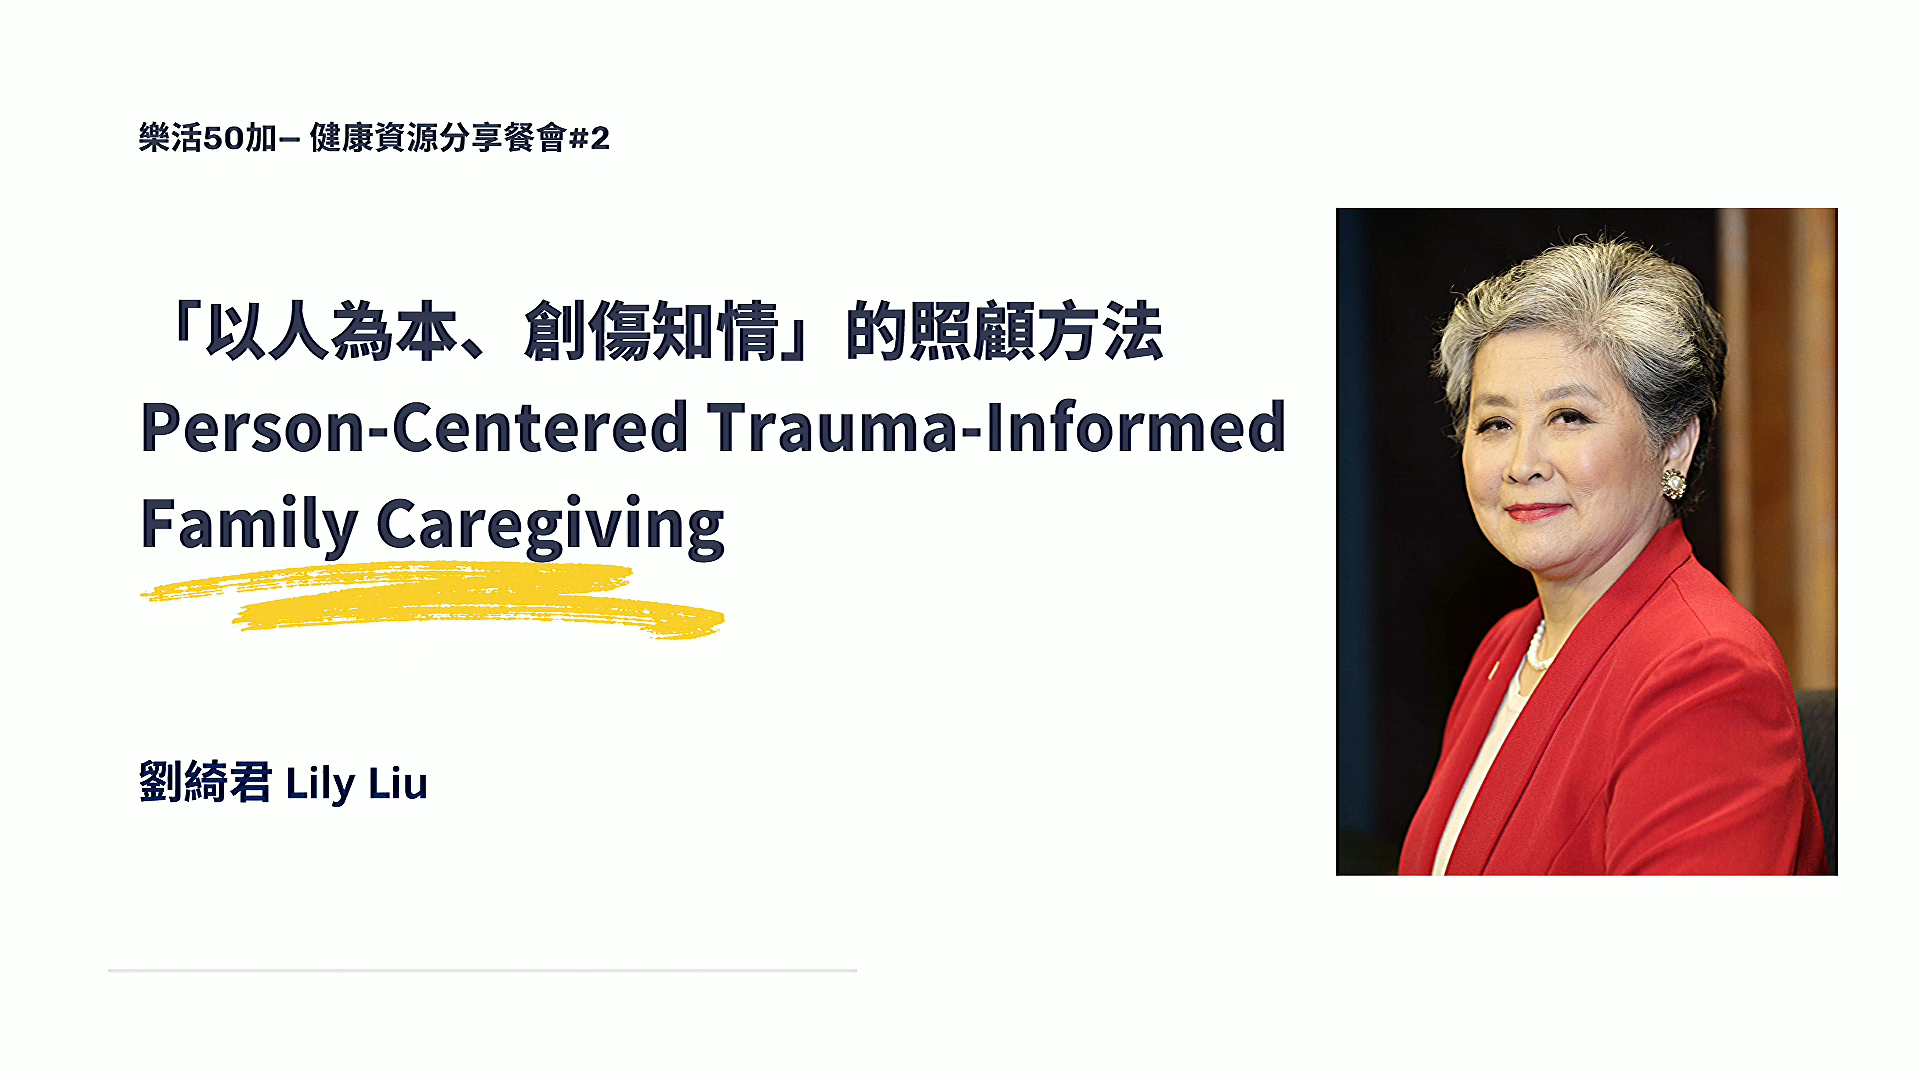 樂活50加– 健康資源分享餐會#2
「以人為本、創傷知情」的照顧方法
Person-Centered Trauma-Informed
Family Caregiving
劉綺君 Lily Liu